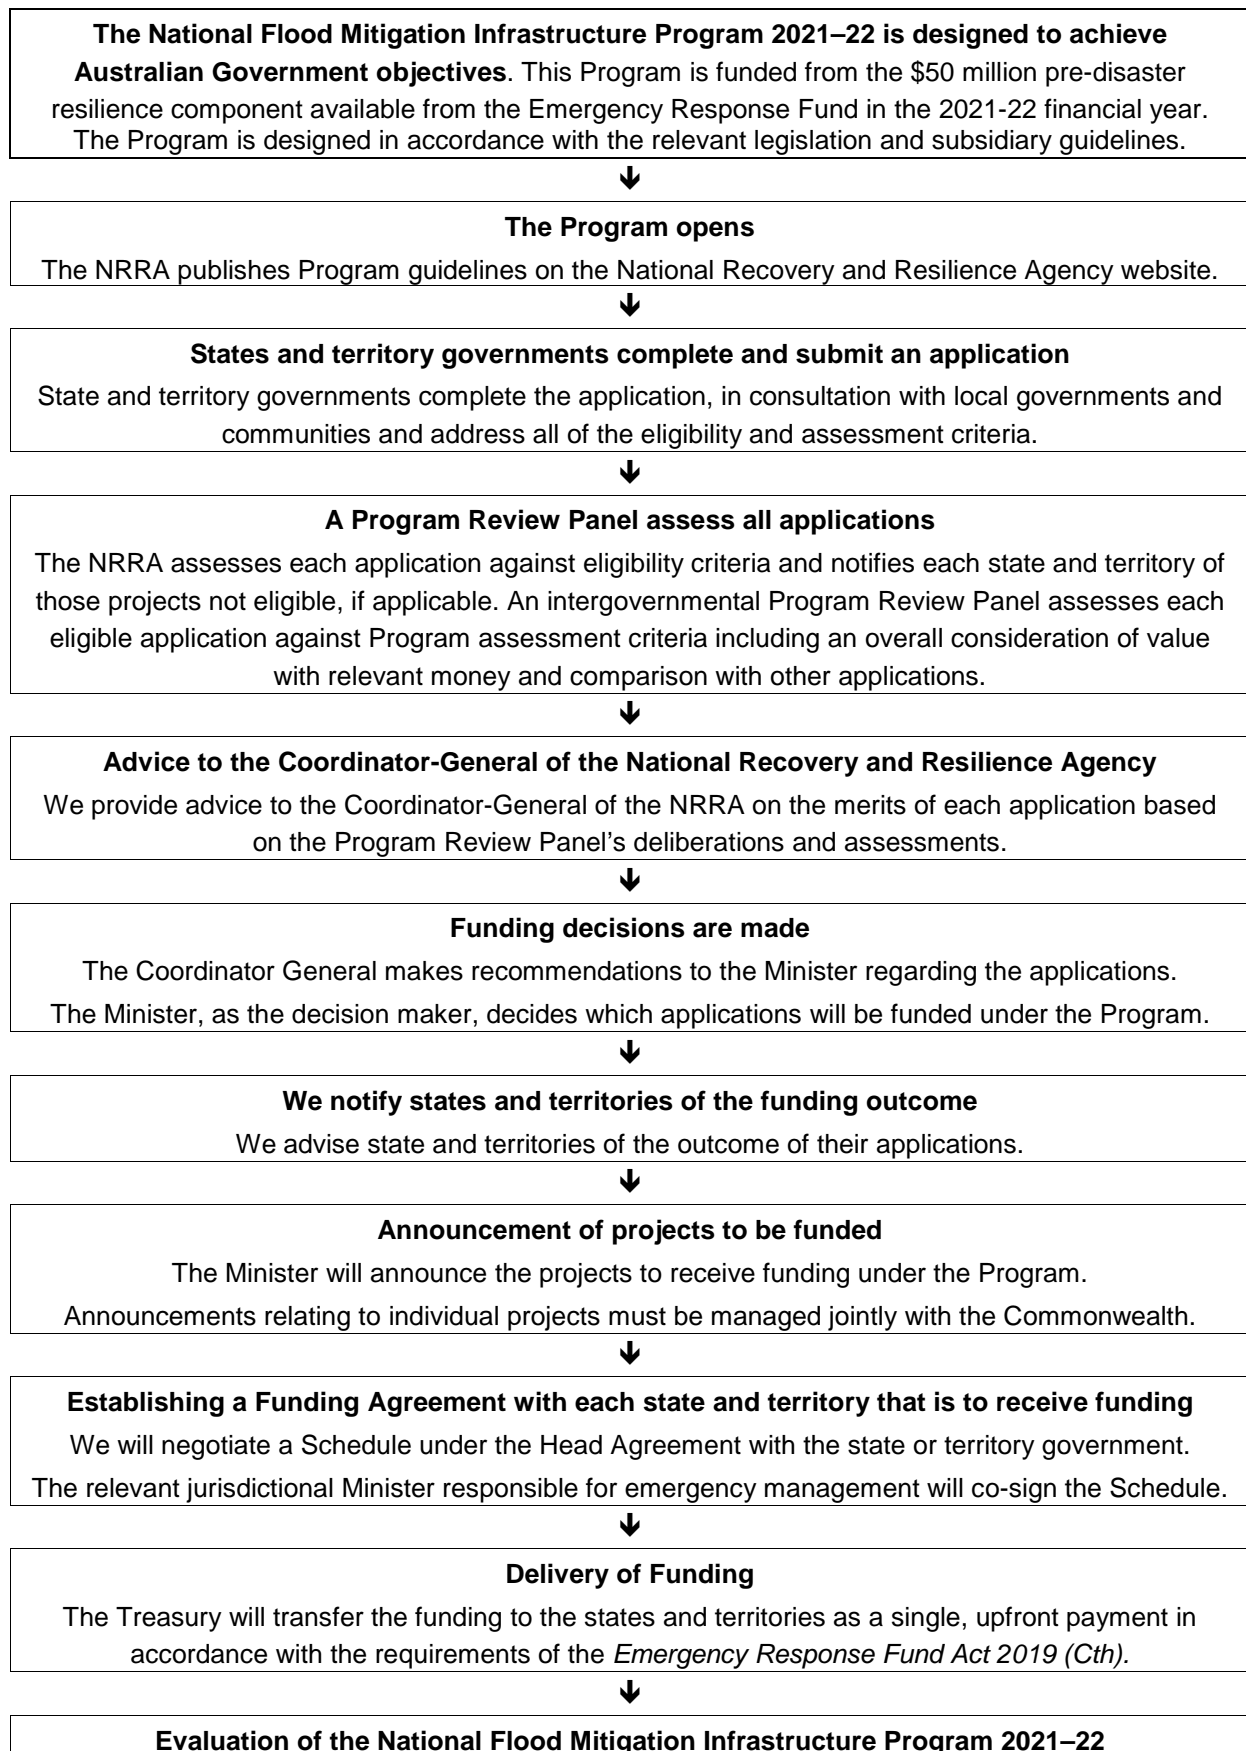 The National Flood Mitigation Infrastructure Program 2021–22 is designed to achieve
Australian Government objectives. This Program is funded from the $50 million pre-disaster
resilience component available from the Emergency Response Fund in the 2021-22 financial year.
The Program is designed in accordance with the relevant legislation and subsidiary guidelines.
The Program opens
The NRRA publishes Program guidelines on the National Recovery and Resilience Agency website.
States and territory governments complete and submit an application
State and territory governments complete the application, in consultation with local governments and
communities and address all of the eligibility and assessment criteria.
A Program Review Panel assess all applications
The NRRA assesses each application against eligibility criteria and notifies each state and territory of
those projects not eligible, if applicable. An intergovernmental Program Review Panel assesses each
eligible application against Program assessment criteria including an overall consideration of value
with relevant money and comparison with other applications.
Advice to the Coordinator-General of the National Recovery and Resilience Agency
We provide advice to the Coordinator-General of the NRRA on the merits of each application based
on the Program Review Panel’s deliberations and assessments.
Funding decisions are made
The Coordinator General makes recommendations to the Minister regarding the applications.
The Minister, as the decision maker, decides which applications will be funded under the Program.
We notify states and territories of the funding outcome
We advise state and territories of the outcome of their applications.
Announcement of projects to be funded
The Minister will announce the projects to receive funding under the Program.
Announcements relating to individual projects must be managed jointly with the Commonwealth.
Establishing a Funding Agreement with each state and territory that is to receive funding
We will negotiate a Schedule under the Head Agreement with the state or territory government.
The relevant jurisdictional Minister responsible for emergency management will co-sign the Schedule.
Delivery of Funding
The Treasury will transfer the funding to the states and territories as a single, upfront payment in
accordance with the requirements of the Emergency Response Fund Act 2019 (Cth).
Evaluation of the National Flood Mitigation Infrastructure Program 2021–22